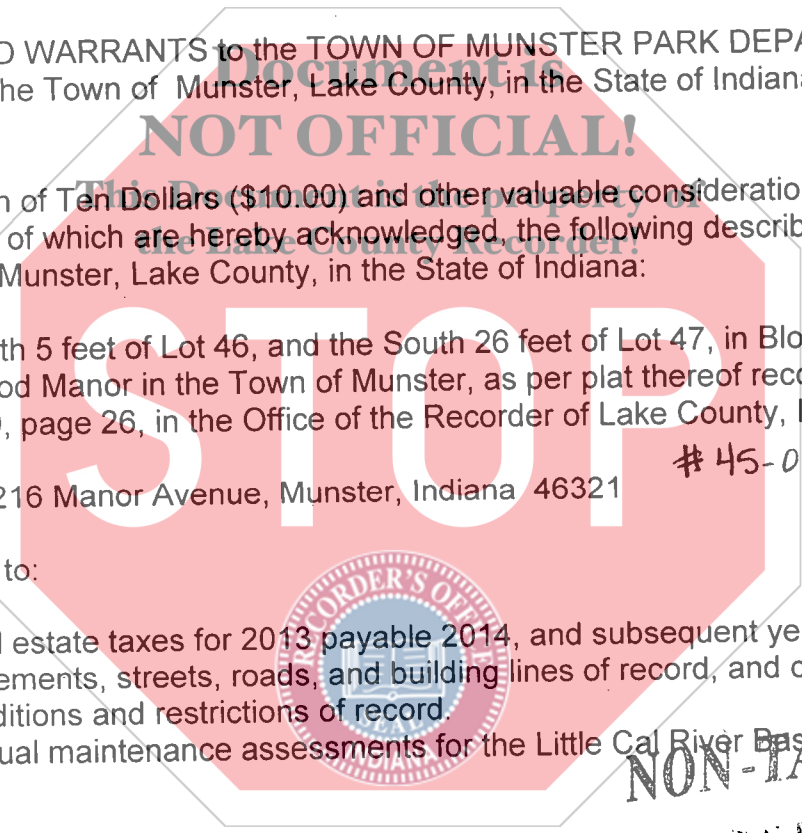 D WARRANTS to the TOWN OF MUNSTER PARK DEPA
Document is
he Town of Munster, Lake County, in the State of Indiana
NOT OFFICIAL!
n of Ten Dollars ($10.00) and other valuable consideratio
This Document is the property of
of which are hereby acknowledged, the following describ
the Lake County Recorder!
Munster, Lake County, in the State of Indiana:
STOP
th 5 feet of Lot 46, and the South 26 feet of Lot 47, in Blo
od Manor in the Town of Munster, as per plat thereof reco
, page 26, in the Office of the Recorder of Lake County, I
# 45-0
216 Manor Avenue, Munster, Indiana 46321
to:
RECORDER'S OFFICE
SEAL
INDIANA
l estate taxes for 2013 payable 2014, and subsequent ye
ements, streets, roads, and building lines of record, and c
ditions and restrictions of record.
ual maintenance assessments for the Little Cal River Bas
NON-TA